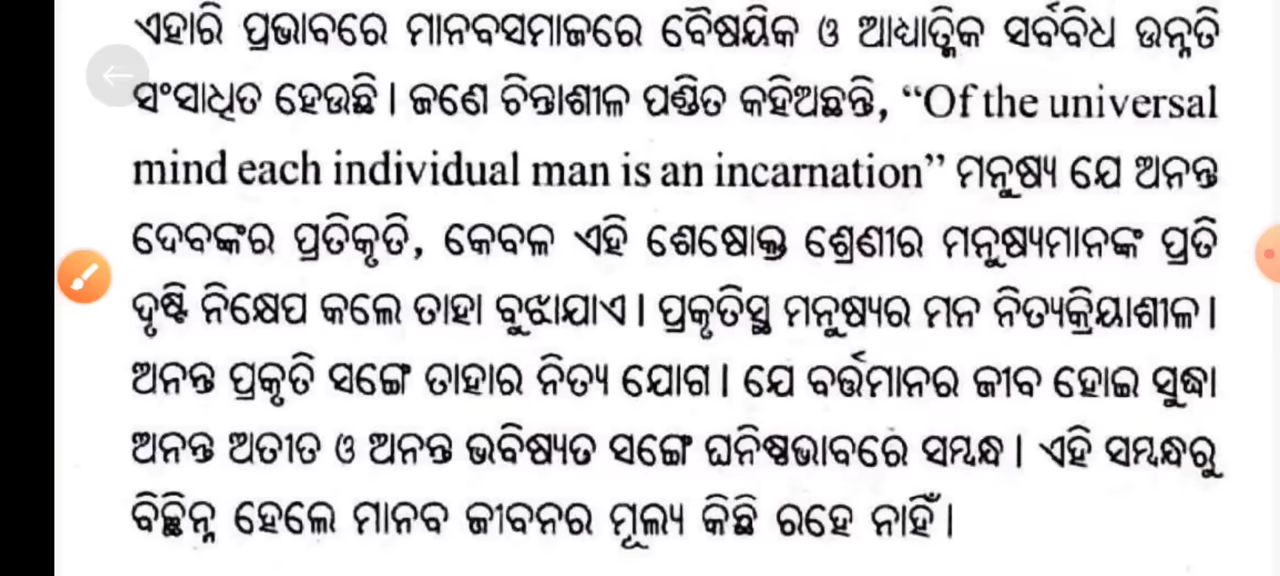 ଏହାରି ପ୍ରଭାବରେ ମାନବସମାଜରେ ବୈଷୟିକ ଓ ଆଧ୍ୟାତ୍ମିକ ସର୍ବବିଧ ଉନ୍ନତି
ସଂସାଧିତ ହେଉଛି । ଜଣେ ଚିନ୍ତାଶୀଳ ପଣ୍ଡିତ କହିଅଛନ୍ତି, “Of the universal
mind each individual man is an incarnation” ମନୁଷ୍ୟ ଯେ ଅନନ୍ତ
ଦେବଙ୍କର ପ୍ରତିକୃତି, କେବଳ ଏହି ଶେଷୋକ୍ତ ଶ୍ରେଣୀର ମନୁଷ୍ୟମାନଙ୍କ ପ୍ରତି
ଦୃଷ୍ଟି ନିକ୍ଷେପ କଲେ ତାହା ବୁଝାଯାଏ । ପ୍ରକୃତିସ୍ଥ ମନୁଷ୍ୟର ମନ ନିତ୍ୟକ୍ରିୟାଶୀଳ ।
ଅନନ୍ତ ପ୍ରକୃତି ସଙ୍ଗେ ତାହାର ନିତ୍ୟ ଯୋଗ । ଯେ ବର୍ତ୍ତମାନର ଜୀବ ହୋଇ ସୁଦ୍ଧା
ଅନନ୍ତ ଅତୀତ ଓ ଅନନ୍ତ ଭବିଷ୍ୟତ ସଙ୍ଗେ ଘନିଷ୍ଠଭାବରେ ସମ୍ବନ୍ଧ । ଏହି ସମ୍ବନ୍ଧରୁ
ବିଚ୍ଛିନ୍ନ ହେଲେ ମାନବ ଜୀବନର ମୂଲ୍ୟ କିଛି ରହେ ନାହିଁ ।